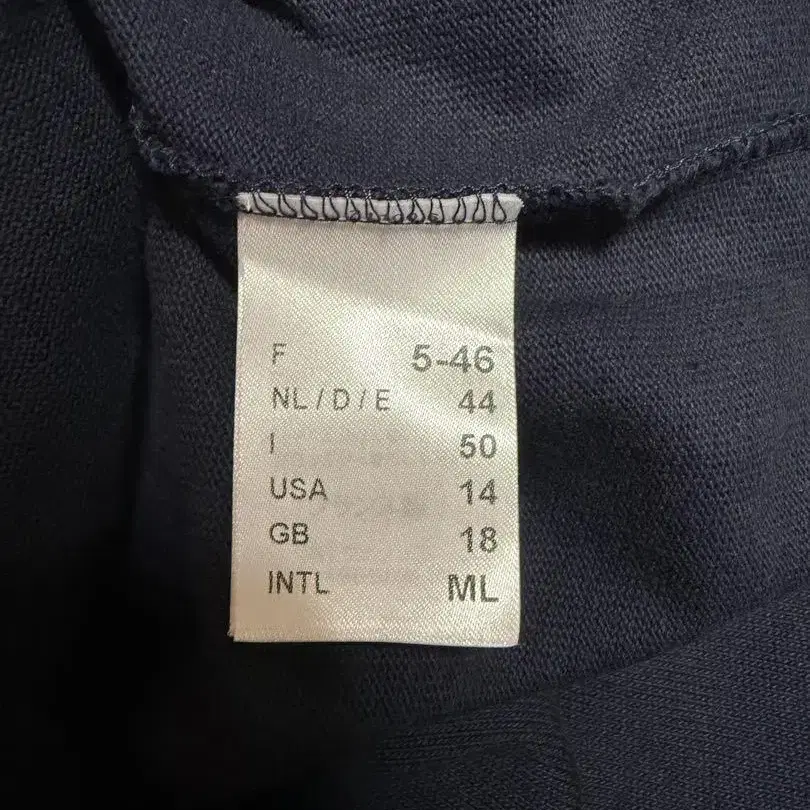 F 5-46
NL / D / E 44
I 50
USA 14
GB 18
INTL ML